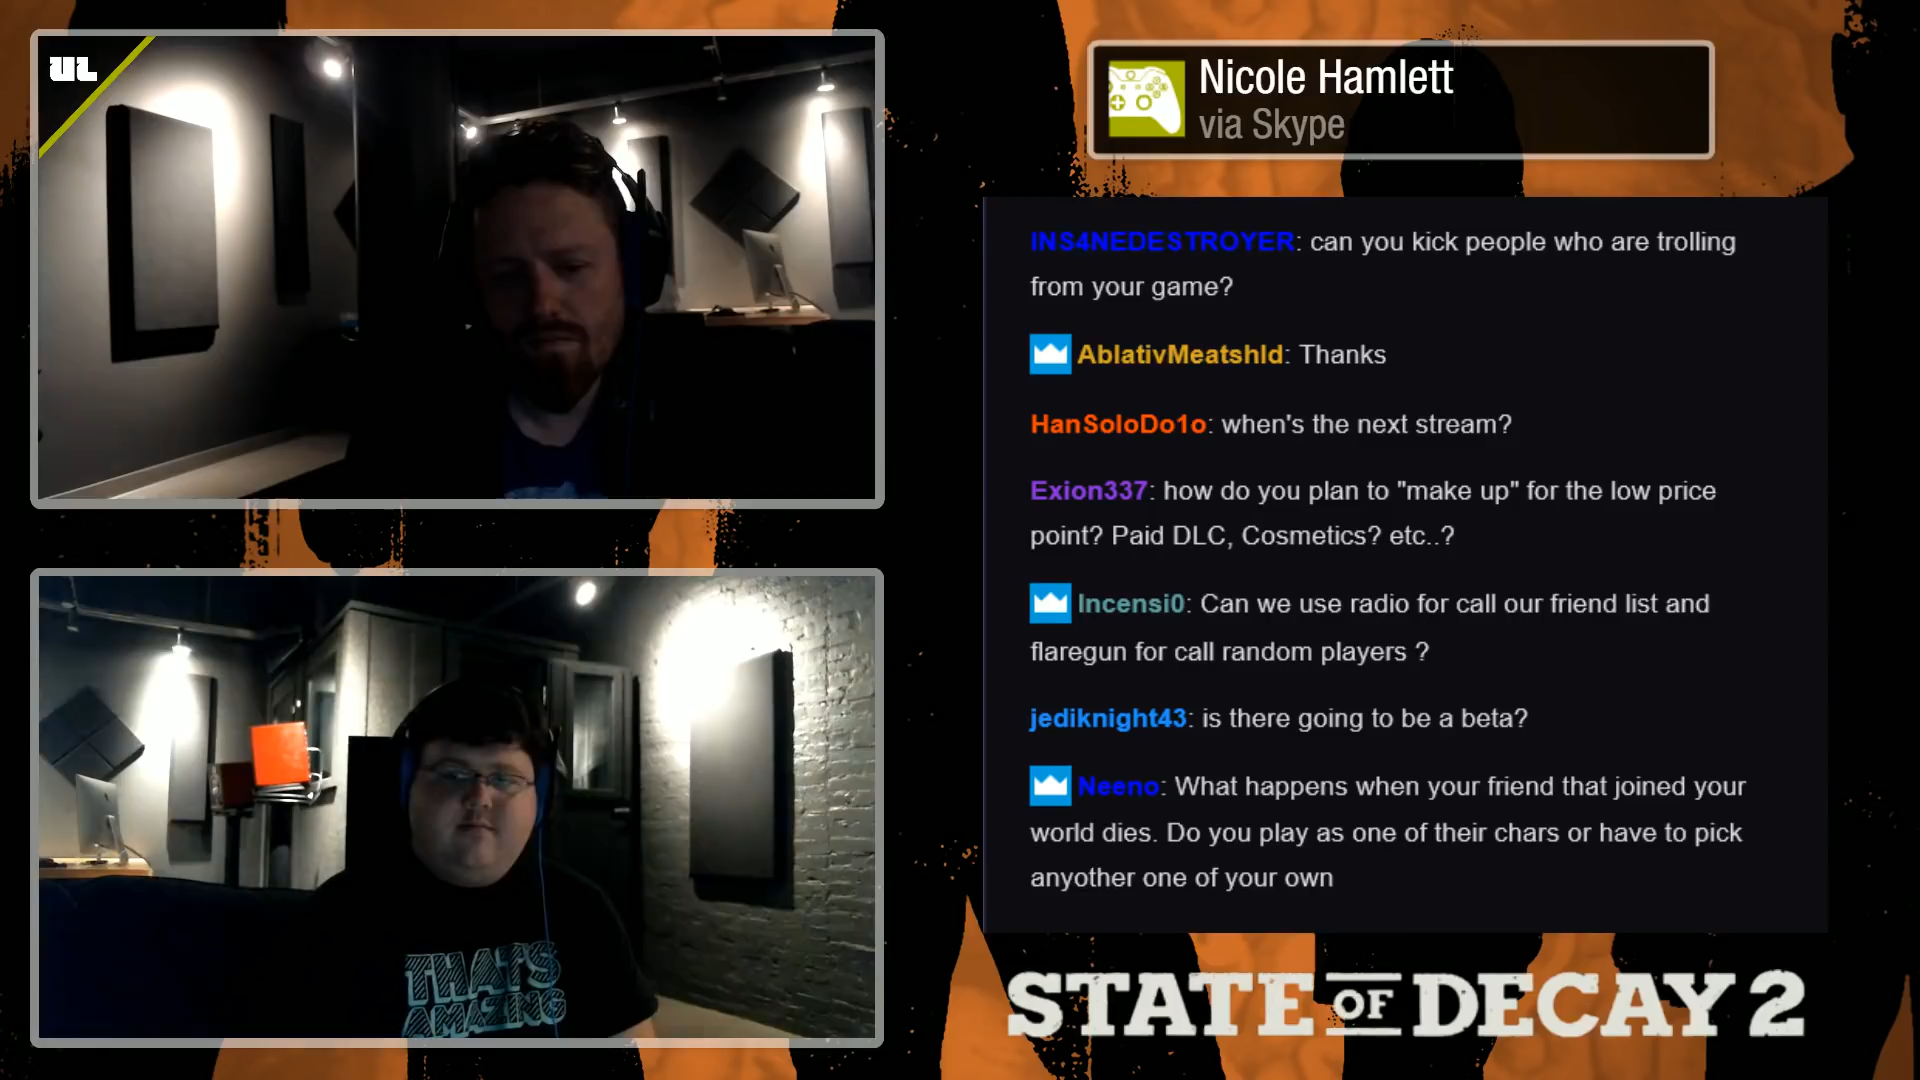 UL
Nicole Hamlett
via Skype
INS4NEDESTROYER: can you kick people who are trolling
from your game?
AblativMeatshld: Thanks
HanSoloDo1o: when's the next stream?
Exion337: how do you plan to "make up" for the low price
point? Paid DLC, Cosmetics? etc..?
Incensi0: Can we use radio for call our friend list and
flaregun for call random players ?
jediknight43: is there going to be a beta?
Neeno: What happens when your friend that joined your
world dies. Do you play as one of their chars or have to pick
anyother one of your own
THAT'S
AMAZING
STATE OF DECAY 2